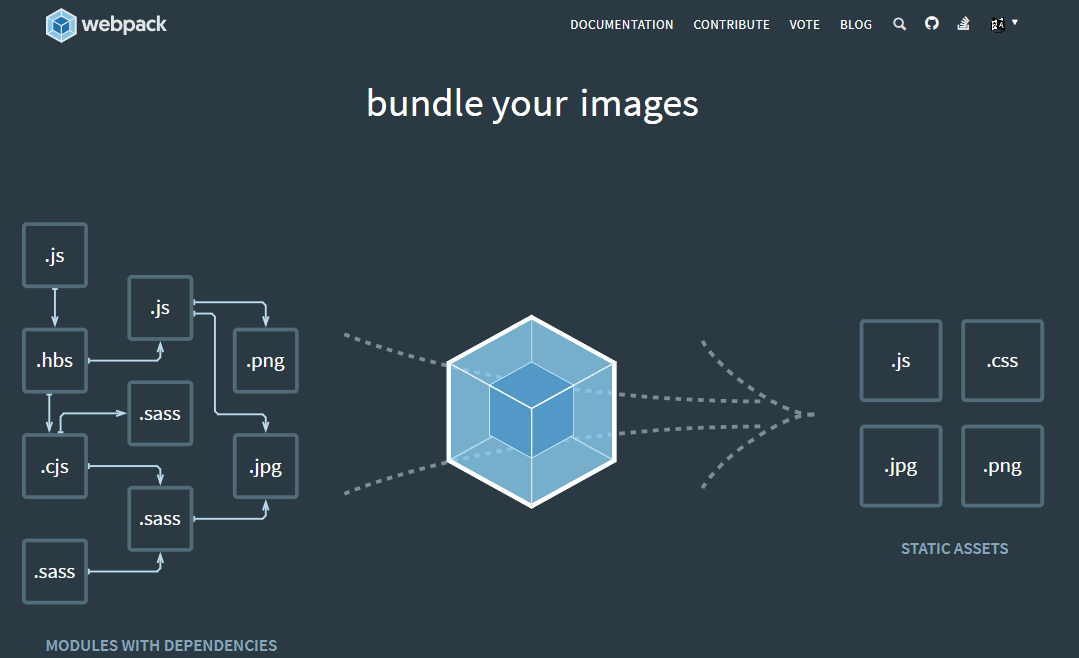 webpack
DOCUMENTATION CONTRIBUTE VOTE BLOG
bundle your images
.js
.js
.hbs
.png
.sass
.cjs
.jpg
.sass
.sass
MODULES WITH DEPENDENCIES
.js .css
.jpg .png
STATIC ASSETS